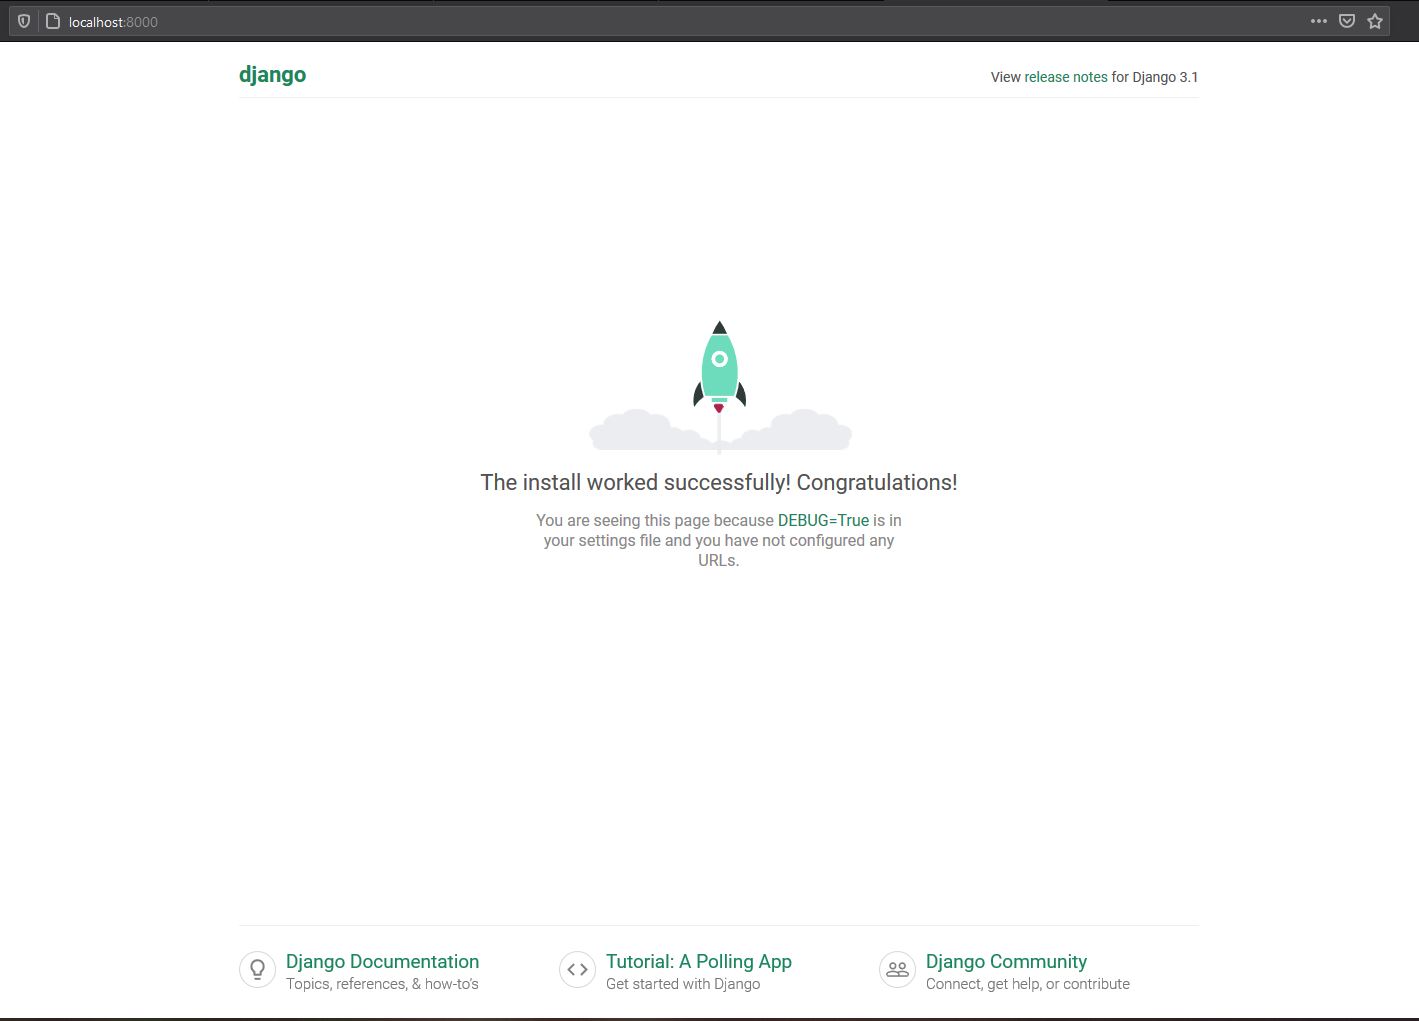 localhost:8000
django
View release notes for Django 3.1
The install worked successfully! Congratulations!
You are seeing this page because DEBUG=True is in
your settings file and you have not configured any
URLs.
Django Documentation
Topics, references, & how-to's
Tutorial: A Polling App
Get started with Django
Django Community
Connect, get help, or contribute